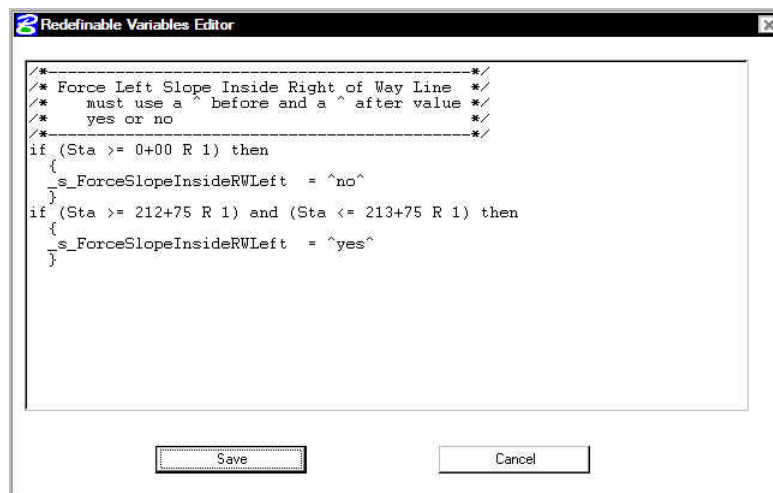 Redefinable Variables Editor
/*--------------------------------------------*/
/* Force Left Slope Inside Right of Way Line  */
/*    must use a ^ before and a ^ after value */
/*    yes or no                               */
/*--------------------------------------------*/
if (Sta >= 0+00 R 1) then
  {
  _s_ForceSlopeInsideRWLeft  = ^no^
  }
if (Sta >= 212+75 R 1) and (Sta <= 213+75 R 1) then
  {
  _s_ForceSlopeInsideRWLeft  = ^yes^
  }
Save
Cancel